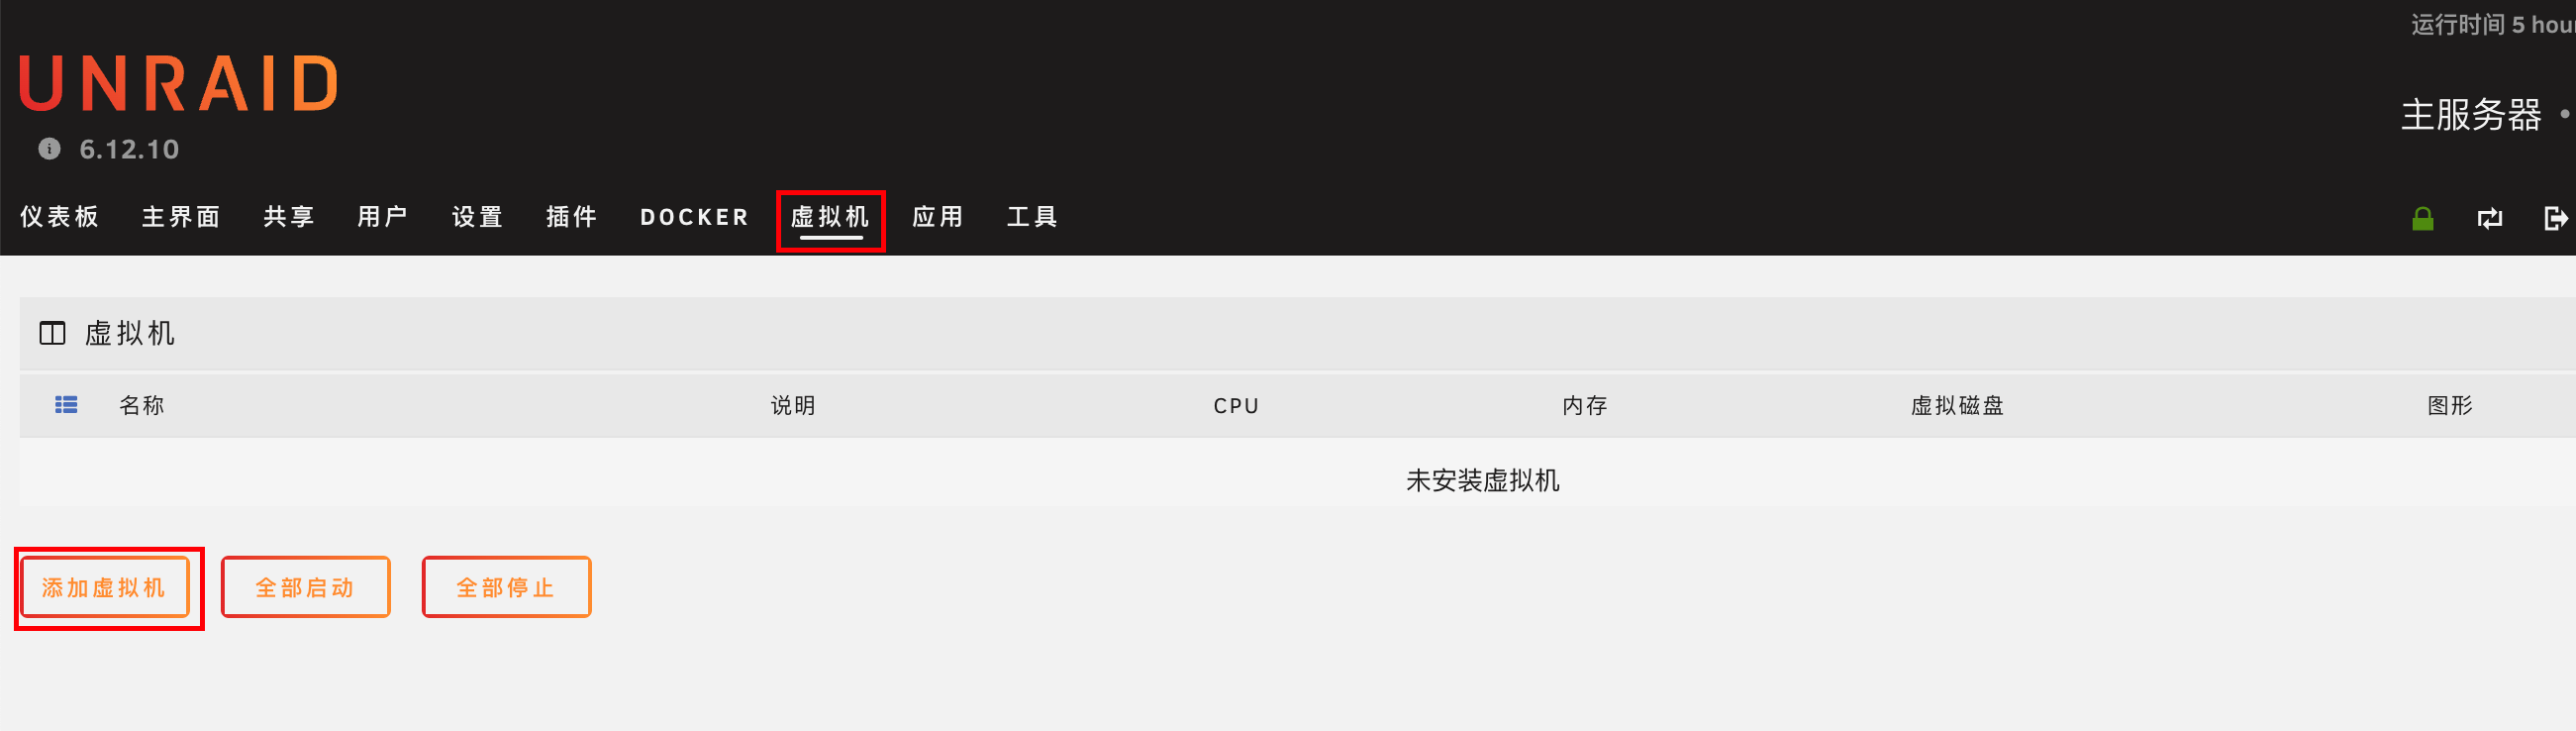 运行时间 5 hou
UNRAID
主服务器 •
6.12.10
仪表板 主界面 共享 用户 设置 插件 DOCKER 虚拟机 应用 工具
虚拟机
名称 说明 CPU 内存 虚拟磁盘 图形
未安装虚拟机
添加虚拟机 全部启动 全部停止